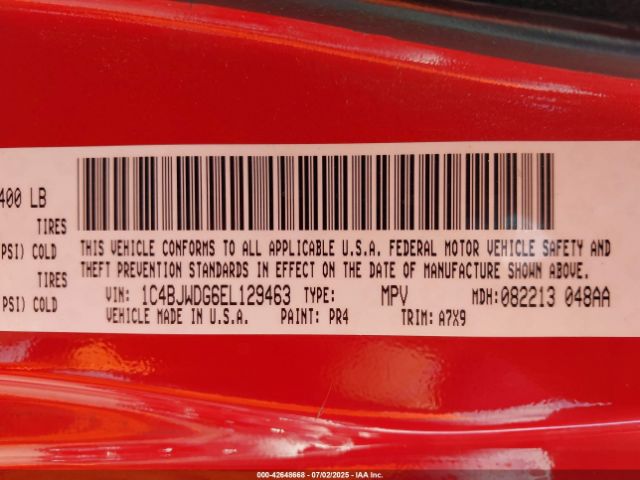 400 LB
TIRES
PSI) COLD
TIRES
PSI) COLD
THIS VEHICLE CONFORMS TO ALL APPLICABLE U.S.A. FEDERAL MOTOR VEHICLE SAFETY AND
THEFT PREVENTION STANDARDS IN EFFECT ON THE DATE OF MANUFACTURE SHOWN ABOVE.
VIN: 1C4BJWDG6EL129463 TYPE: MPV MDH: 082213 048AA
VEHICLE MADE IN U.S.A. PAINT: PR4 TRIM: A7X9
000-42648668 - 07/02/2025 - IAA Inc.